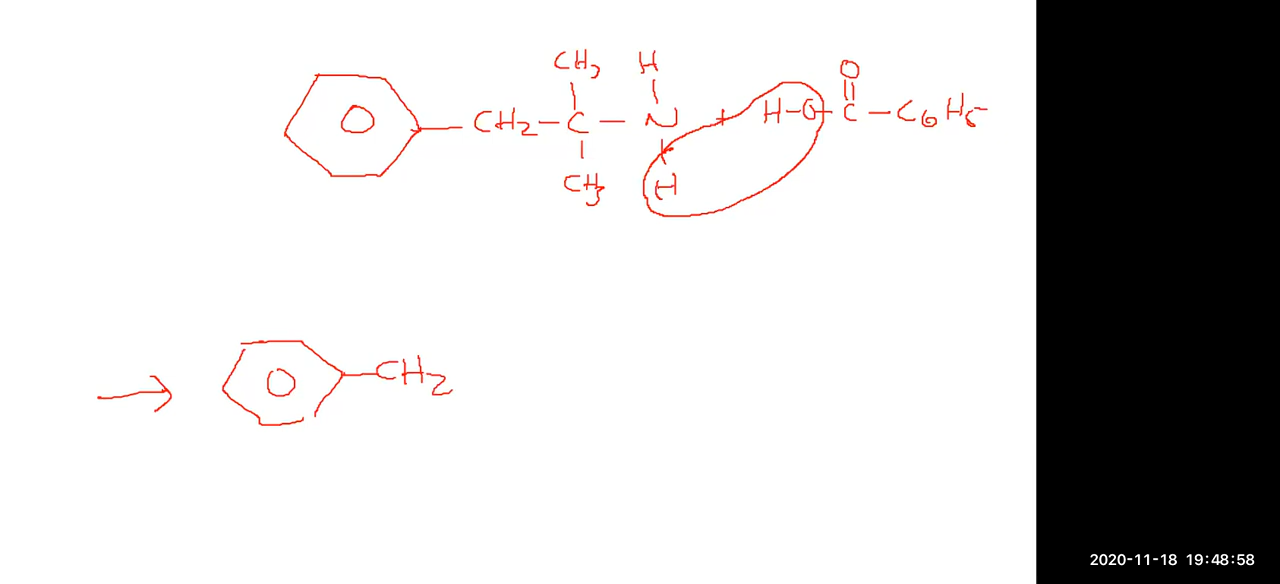 CH3 H O
CH2-C-N + H-O-C-C6H5
CH3 H
→ CH2
2020-11-18 19:48:58